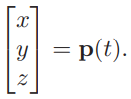 [x
y
z] = p(t).